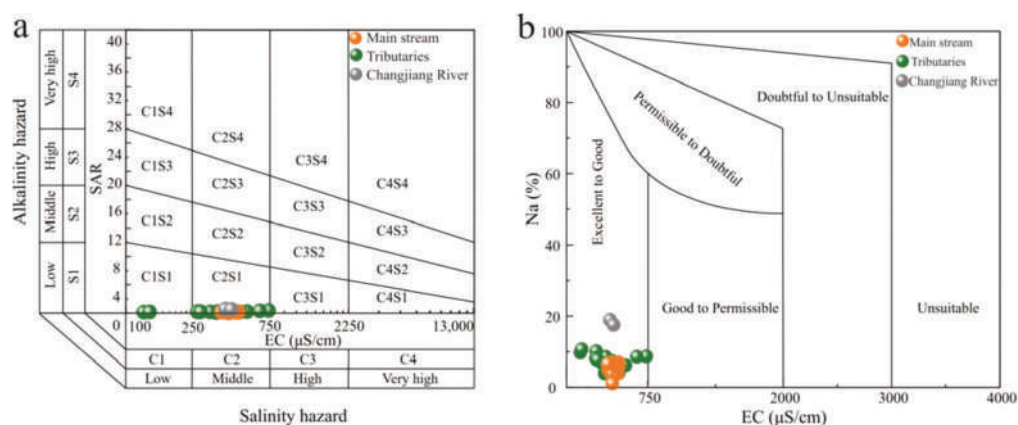 a
Alkalinity hazard
Very high
High
Middle
Low
S4
S3
S2
S1
SAR
40
36
32
28
24
20
16
12
8
4
0
Main stream
Tributaries
Changjiang River
C1S4
C2S4
C3S4
C4S4
C1S3
C2S3
C3S3
C4S3
C1S2
C2S2
C3S2
C4S2
C1S1
C2S1
C3S1
C4S1
100 250 750 2250 13,000
EC (μS/cm)
C1 C2 C3 C4
Low Middle High Very high
Salinity hazard
b
Na (%)
100
80
60
40
20
0
Main stream
Tributaries
Changjiang River
Doubtful to Unsuitable
Permissible to Doubtful
Excellent to Good
Good to Permissible
Unsuitable
750 2000 3000 4000
EC (μS/cm)